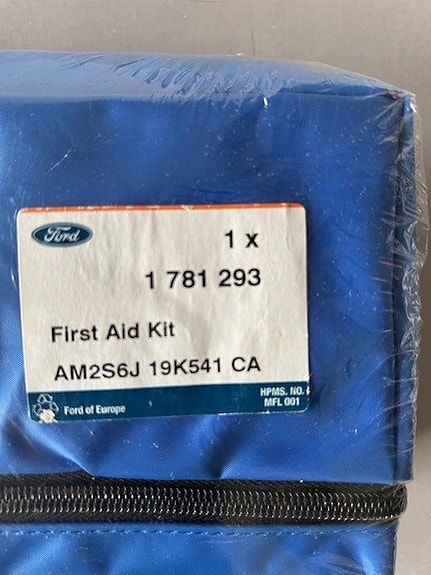 Ford
1 x
1 781 293
First Aid Kit
AM2S6J 19K541 CA
HPMS. NO.
MFL 001
Ford of Europe